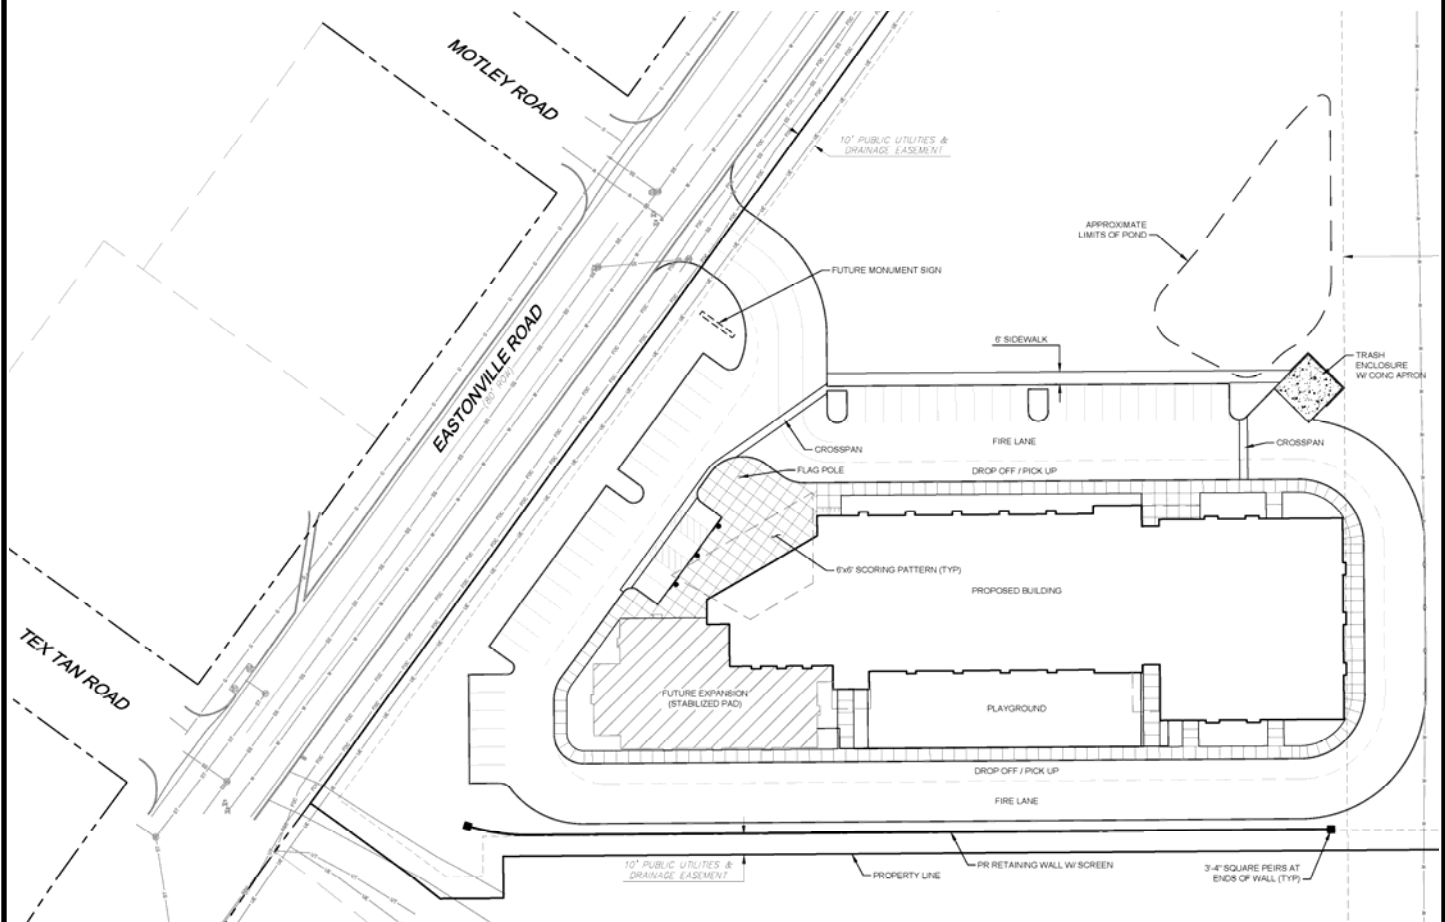 MOTLEY ROAD
10' PUBLIC UTILITIES &
DRAINAGE EASEMENT
APPROXIMATE
LIMITS OF POND
FUTURE MONUMENT SIGN
EASTONVILLE ROAD
(80' ROW)
6' SIDEWALK
TRASH
ENCLOSURE
W/ CONC APRON
FIRE LANE
CROSSPAN
CROSSPAN
FLAG POLE
DROP OFF / PICK UP
6'x6' SCORING PATTERN (TYP)
PROPOSED BUILDING
TEX TAN ROAD
FUTURE EXPANSION
(STABILIZED PAD)
PLAYGROUND
DROP OFF / PICK UP
FIRE LANE
10' PUBLIC UTILITIES &
DRAINAGE EASEMENT
PROPERTY LINE
PR RETAINING WALL W/ SCREEN
3'-4" SQUARE PEIRS AT
ENDS OF WALL (TYP)